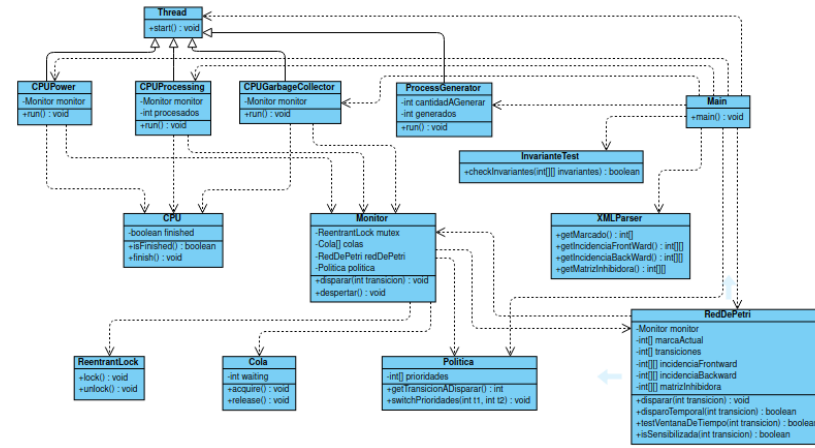 Thread
+start() : void
CPUPower
-Monitor monitor
+run() : void
CPUProcessing
-Monitor monitor
-int procesados
+run() : void
CPUGarbageCollector
-Monitor monitor
+run() : void
ProcessGenerator
-int cantidadAGenerar
-int generados
+run() : void
Main
+main() : void
InvarianteTest
+checkInvariantes(int[][] invariantes) : boolean
CPU
-boolean finished
+isFinished() : boolean
+finish() : void
Monitor
-ReentrantLock mutex
-Cola[] colas
-RedDePetri redDePetri
-Politica politica
+disparar(int transicion) : void
+despertar() : void
XMLParser
+getMarcado() : int[]
+getIncidenciaFrontWard() : int[][]
+getIncidenciaBackWard() : int[][]
+getMatrizInhibidora() : int[][]
ReentrantLock
+lock() : void
+unlock() : void
Cola
-int waiting
+acquire() : void
+release() : void
Politica
-int[] prioridades
+getTransicionADisparar() : int
+switchPrioridades(int t1, int t2) : void
RedDePetri
-Monitor monitor
-int[] marcaActual
-int[] transiciones
-int[][] incidenciaFrontward
-int[][] incidenciaBackward
-int[][] matrizInhibidora
+disparar(int transicion) : void
+disparoTemporal(int transicion) : boolean
+testVentanaDeTiempo(int transicion) : boolean
+isSensibilizada(int transicion) : boolean